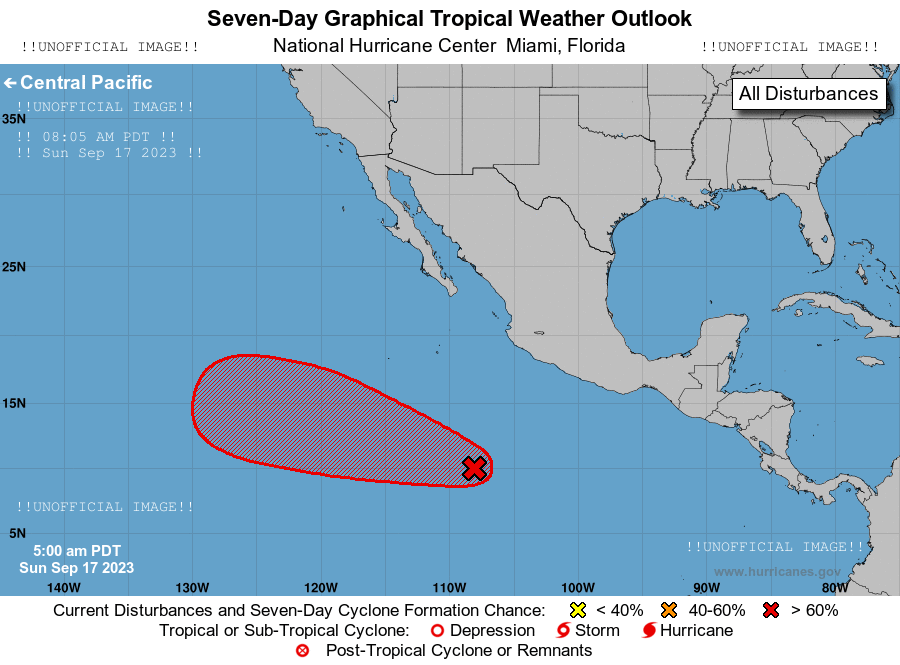 Seven-Day Graphical Tropical Weather Outlook
!!UNOFFICIAL IMAGE!! National Hurricane Center Miami, Florida !!UNOFFICIAL IMAGE!!
← Central Pacific
All Disturbances
!!UNOFFICIAL IMAGE!!
35N
!! 08:05 AM PDT !!
!! Sun Sep 17 2023 !!
25N
15N
!!UNOFFICIAL IMAGE!!
5N
5:00 am PDT
Sun Sep 17 2023
!!UNOFFICIAL IMAGE!!
www.hurricanes.gov
140W 130W 120W 110W 100W 90W 80W
Current Disturbances and Seven-Day Cyclone Formation Chance: < 40% 40-60% > 60%
Tropical or Sub-Tropical Cyclone: Depression Storm Hurricane
Post-Tropical Cyclone or Remnants